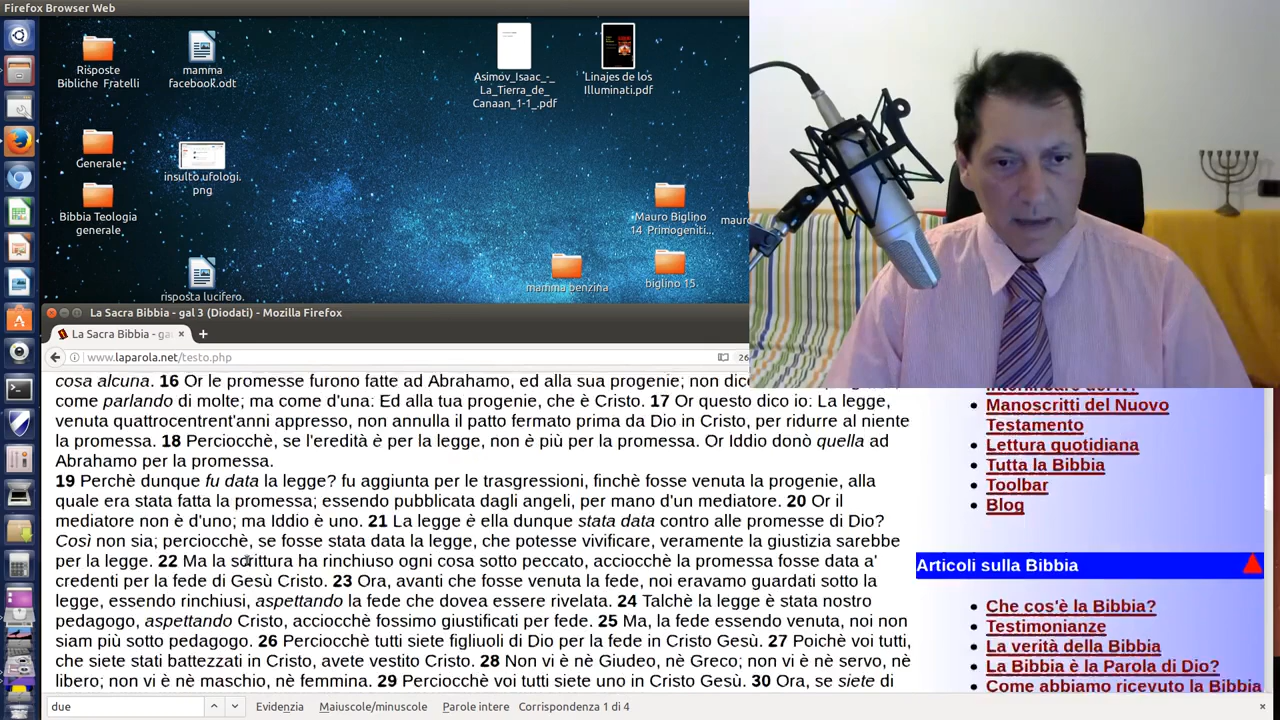 Firefox Browser Web
Risposte
Bibliche Fratelli
mamma
facebook.odt
Asimov_Isaac_-_
La_Tierra_de_
Canaan_1-1_.pdf
Linajes de los
Illuminati.pdf
Generale
insulto ufologi.
png
Bibbia Teologia
generale
Mauro Biglino
14 Primogeniti...
risposta lucifero.
mamma benzina
biglino 15
La Sacra Bibbia - gal 3 (Diodati) - Mozilla Firefox
La Sacra Bibbia - ga
www.laparola.net/testo.php
cosa alcuna. 16 Or le promesse furono fatte ad Abrahamo, ed alla sua progenie; non dice
come parlando di molte; ma come d'una: Ed alla tua progenie, che è Cristo. 17 Or questo dico io: La legge,
venuta quattrocentrent'anni appresso, non annulla il patto fermato prima da Dio in Cristo, per ridurre al niente
la promessa. 18 Perciocchè, se l'eredità è per la legge, non è più per la promessa. Or Iddio donò quella ad
Abrahamo per la promessa.
19 Perchè dunque fu data la legge? fu aggiunta per le trasgressioni, finchè fosse venuta la progenie, alla
quale era stata fatta la promessa; essendo pubblicata dagli angeli, per mano d'un mediatore. 20 Or il
mediatore non è d'uno; ma Iddio è uno. 21 La legge è ella dunque stata data contro alle promesse di Dio?
Così non sia; perciocchè, se fosse stata data la legge, che potesse vivificare, veramente la giustizia sarebbe
per la legge. 22 Ma la scrittura ha rinchiuso ogni cosa sotto peccato, acciocchè la promessa fosse data a'
credenti per la fede di Gesù Cristo. 23 Ora, avanti che fosse venuta la fede, noi eravamo guardati sotto la
legge, essendo rinchiusi, aspettando la fede che dovea essere rivelata. 24 Talchè la legge è stata nostro
pedagogo, aspettando Cristo, acciocchè fossimo giustificati per fede. 25 Ma, la fede essendo venuta, noi non
siam più sotto pedagogo. 26 Perciocchè tutti siete figliuoli di Dio per la fede in Cristo Gesù. 27 Poichè voi tutti,
che siete stati battezzati in Cristo, avete vestito Cristo. 28 Non vi è nè Giudeo, nè Greco; non vi è nè servo, nè
libero; non vi è nè maschio, nè femmina. 29 Perciocchè voi tutti siete uno in Cristo Gesù. 30 Ora, se siete di
Manoscritti del Nuovo
Testamento
Lettura quotidiana
Tutta la Bibbia
Toolbar
Blog
Articoli sulla Bibbia
Che cos'è la Bibbia?
Testimonianze
La verità della Bibbia
La Bibbia è la Parola di Dio?
Come abbiamo ricevuto la Bibbia
due
Evidenzia
Maiuscole/minuscole
Parole intere
Corrispondenza 1 di 4